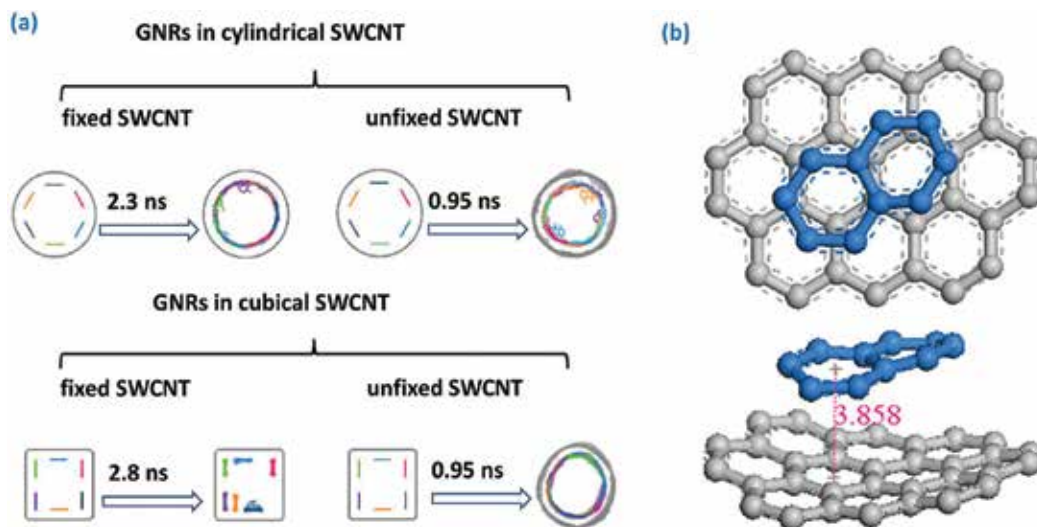 (a)
GNRs in cylindrical SWCNT
fixed SWCNT
unfixed SWCNT
2.3 ns
0.95 ns
GNRs in cubical SWCNT
fixed SWCNT
unfixed SWCNT
2.8 ns
0.95 ns
(b)
3.858